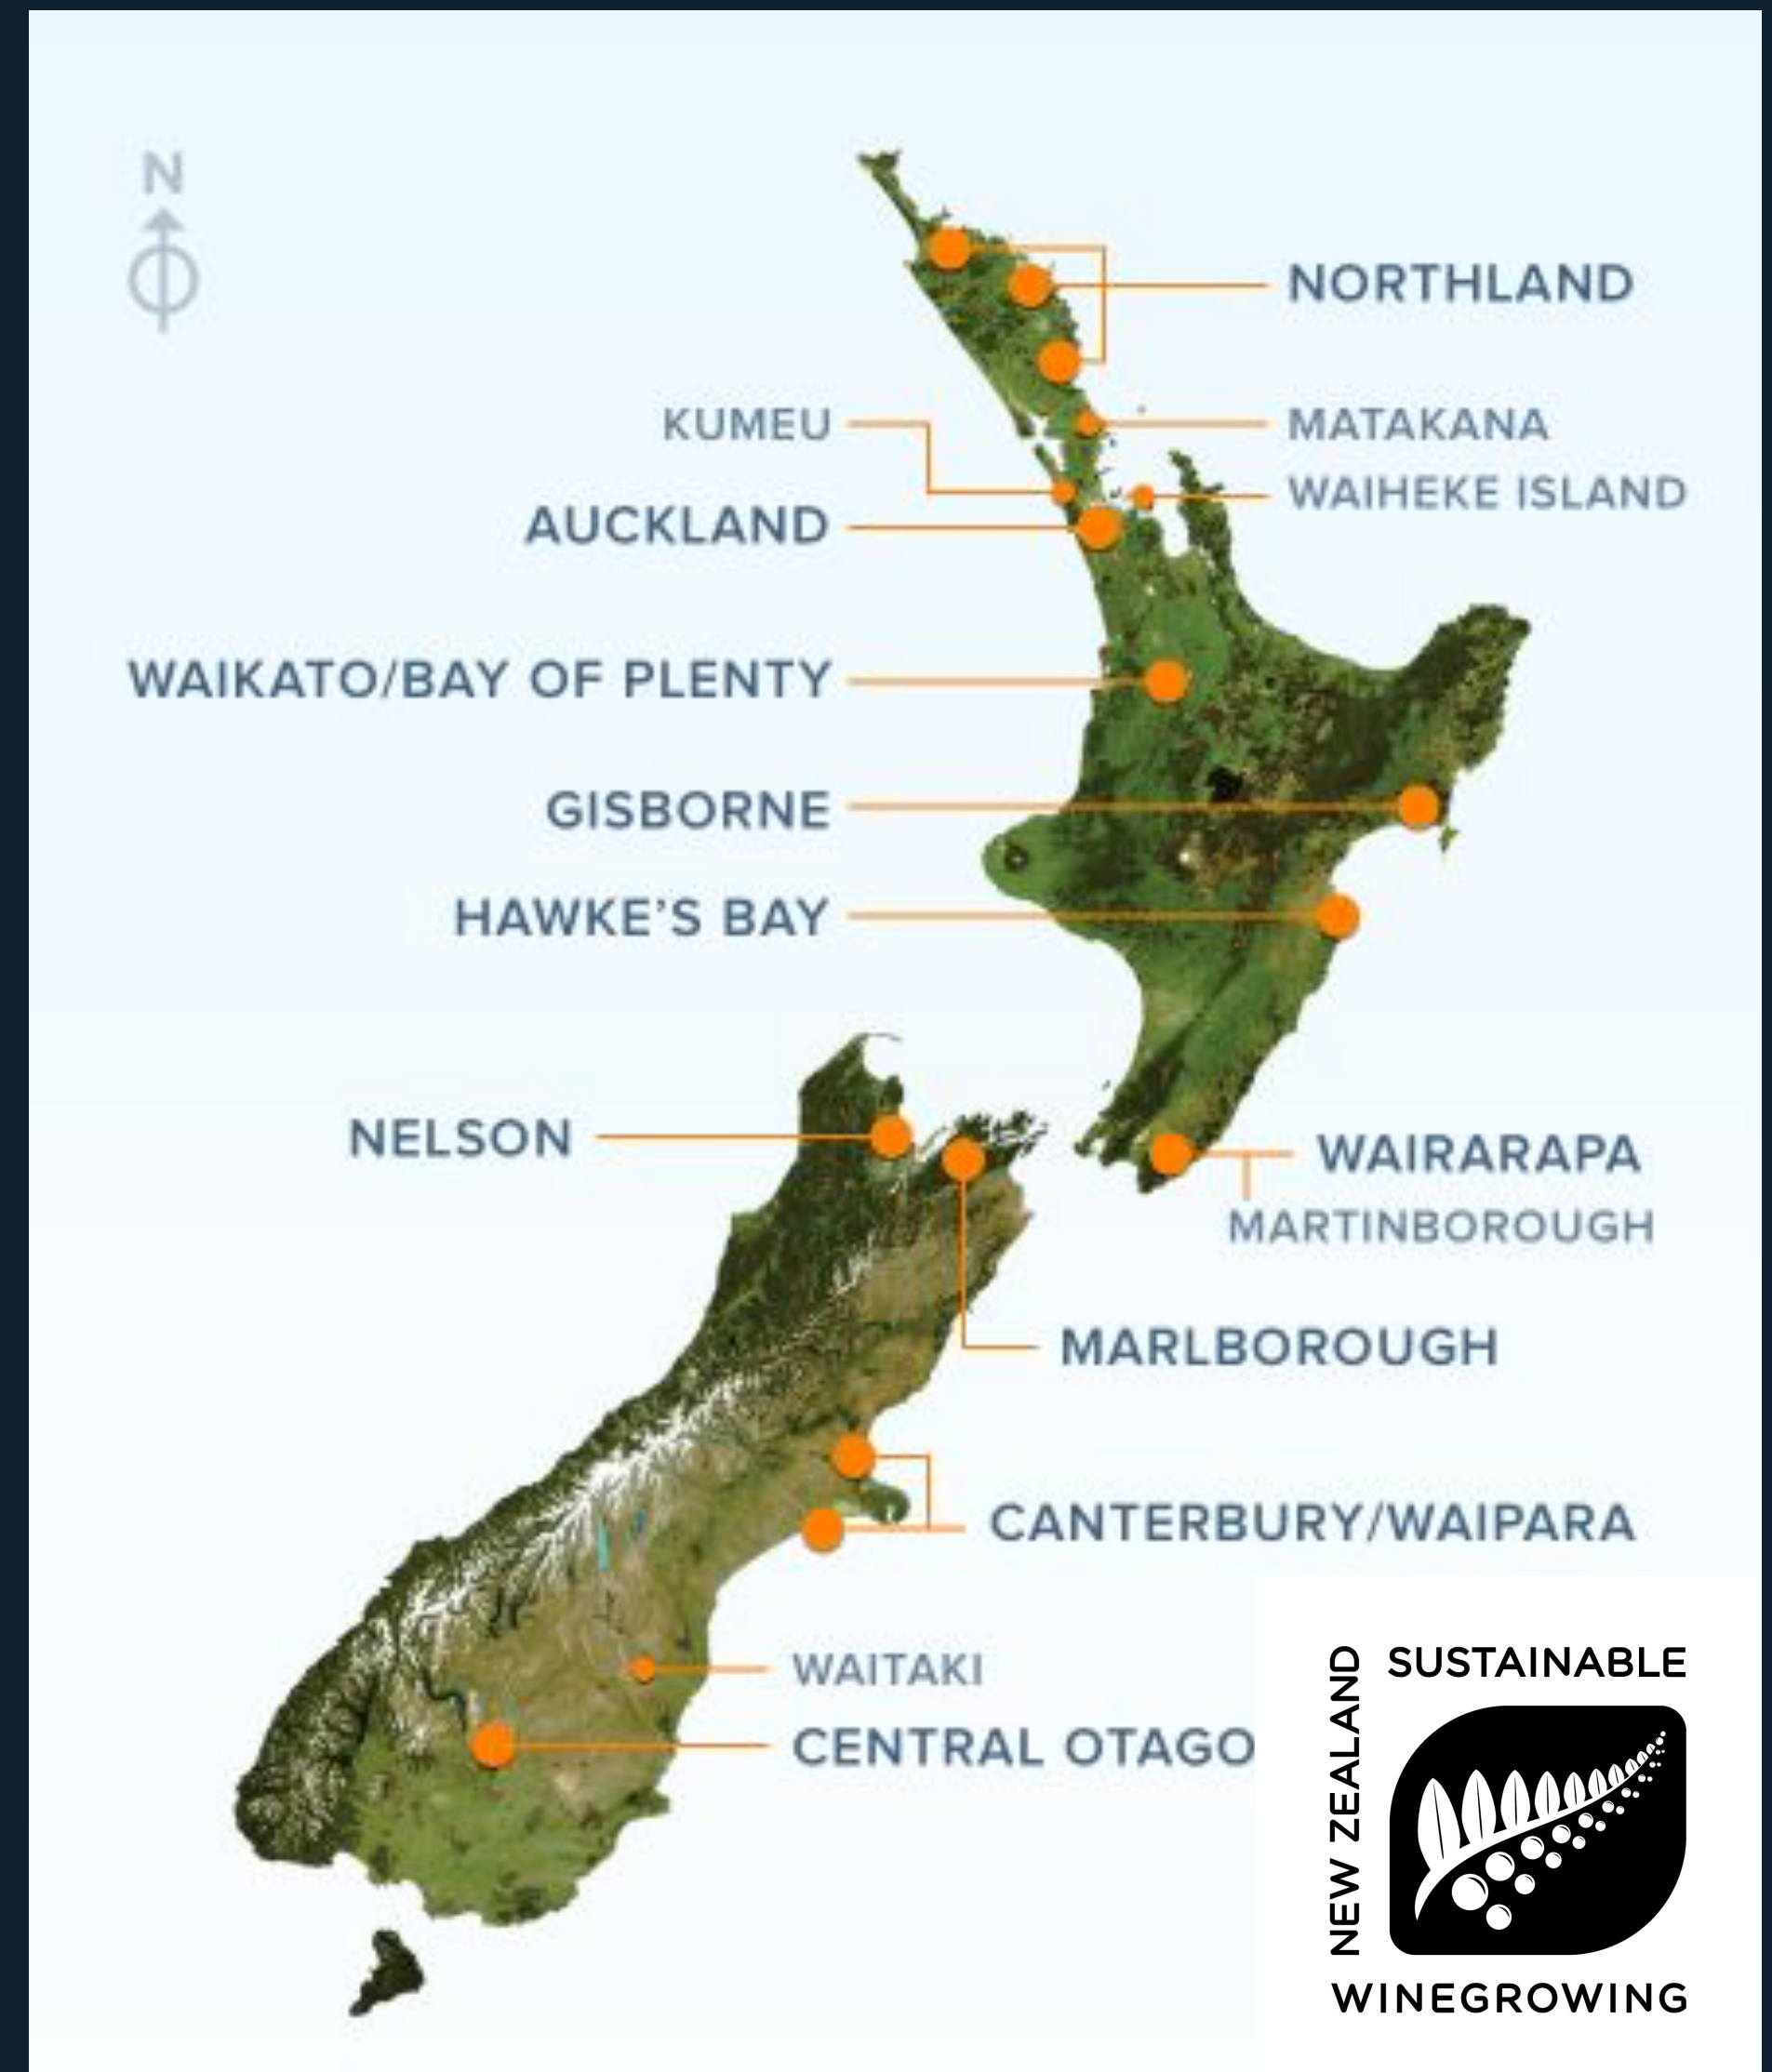 N
NORTHLAND
KUMEU
MATAKANA
WAIHEKE ISLAND
AUCKLAND
WAIKATO/BAY OF PLENTY
GISBORNE
HAWKE’S BAY
NELSON
WAIRARAPA
MARTINBOROUGH
MARLBOROUGH
CANTERBURY/WAIPARA
WAITAKI
CENTRAL OTAGO
NEW ZEALAND
SUSTAINABLE
WINEGROWING